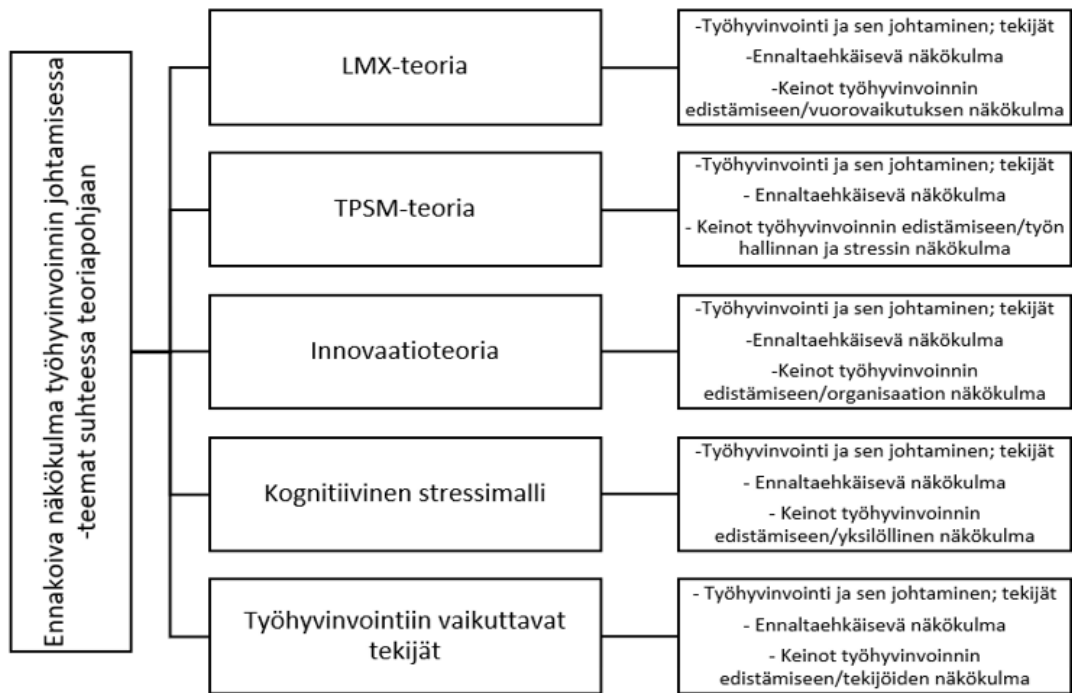 Ennakoiva näkökulma työhyvinvoinnin johtamisessa
-teemat suhteessa teoriapohjaan
LMX-teoria
-Työhyvinvointi ja sen johtaminen; tekijät
-Ennaltaehkäisevä näkökulma
-Keinot työhyvinvoinnin
edistämiseen/vuorovaikutuksen näkökulma
TPSM-teoria
-Työhyvinvointi ja sen johtaminen; tekijät
- Ennaltaehkäisevä näkökulma
- Keinot työhyvinvoinnin edistämiseen/työn
hallinnan ja stressin näkökulma
Innovaatioteoria
-Työhyvinvointi ja sen johtaminen; tekijät
-Ennaltaehkäisevä näkökulma
-Keinot työhyvinvoinnin
edistämiseen/organisaation näkökulma
Kognitiivinen stressimalli
-Työhyvinvointi ja sen johtaminen; tekijät
- Ennaltaehkäisevä näkökulma
- Keinot työhyvinvoinnin
edistämiseen/yksilöllinen näkökulma
Työhyvinvointiin vaikuttavat
tekijät
- Työhyvinvointi ja sen johtaminen; tekijät
- Ennaltaehkäisevä näkökulma
- Keinot työhyvinvoinnin
edistämiseen/tekijöiden näkökulma